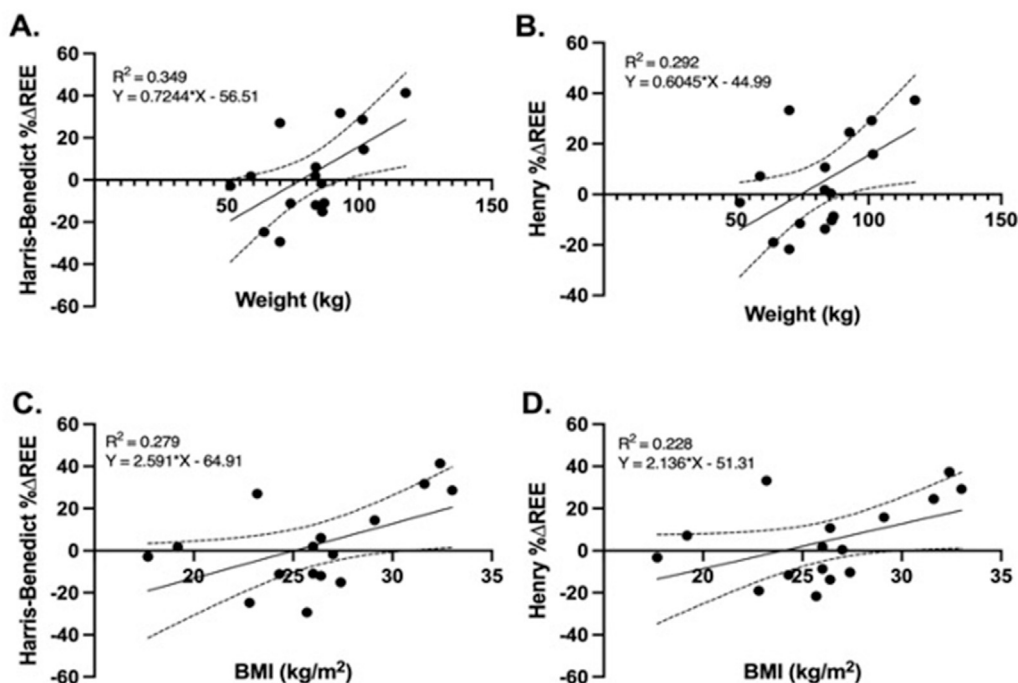 A.
Harris-Benedict %ΔREE
60
40
20
0
-20
-40
-60
R² = 0.349
Y = 0.7244*X - 56.51
50
100
150
Weight (kg)
B.
Henry %ΔREE
60
40
20
0
-20
-40
R² = 0.292
Y = 0.6045*X - 44.99
50
100
150
Weight (kg)
C.
Harris-Benedict %ΔREE
60
40
20
0
-20
-40
-60
R² = 0.279
Y = 2.591*X - 64.91
20
25
30
35
BMI (kg/m²)
D.
Henry %ΔREE
60
40
20
0
-20
-40
-60
R² = 0.228
Y = 2.136*X - 51.31
20
25
30
35
BMI (kg/m²)